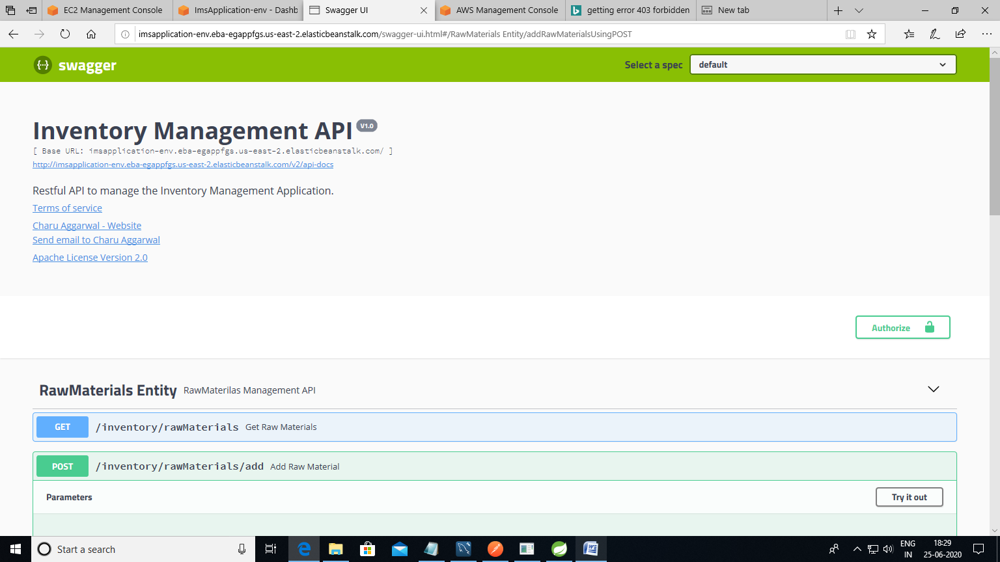 EC2 Management Console
ImsApplication-env - Dashb
Swagger UI
AWS Management Console
getting error 403 forbidden
New tab
imsapplication-env.eba-egappfgs.us-east-2.elasticbeanstalk.com/swagger-ui.html#/RawMaterials Entity/addRawMaterialsUsingPOST
{···} swagger
Select a spec
default
Inventory Management API V1.0
[ Base URL: imsapplication-env.eba-egappfgs.us-east-2.elasticbeanstalk.com/ ]
http://imsapplication-env.eba-egappfgs.us-east-2.elasticbeanstalk.com/v2/api-docs
Restful API to manage the Inventory Management Application.
Terms of service
Charu Aggarwal - Website
Send email to Charu Aggarwal
Apache License Version 2.0
Authorize
RawMaterials Entity RawMaterilas Management API
GET /inventory/rawMaterials Get Raw Materials
POST /inventory/rawMaterials/add Add Raw Material
Parameters
Try it out
Start a search
ENG
IN
18:29
25-06-2020